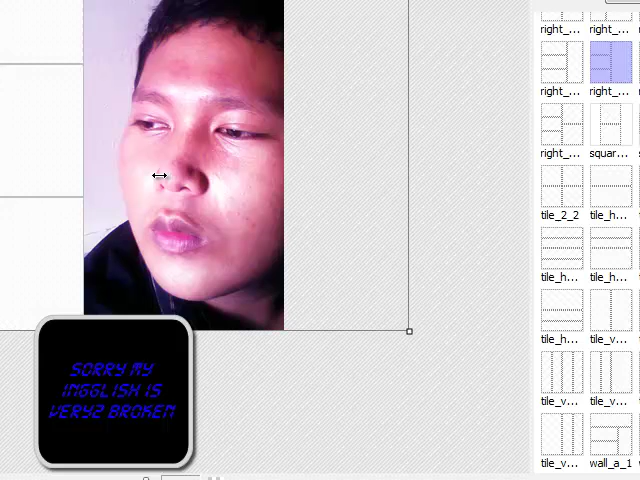 right_... right_...
right_... right_...
right_... squar...
tile_2_2 tile_h...
tile_h... tile_h...
tile_h... tile_v...
tile_v... tile_v...
tile_v... wall_a_1
SORRY MY
INGGLISH IS
VERY2 BROKEN